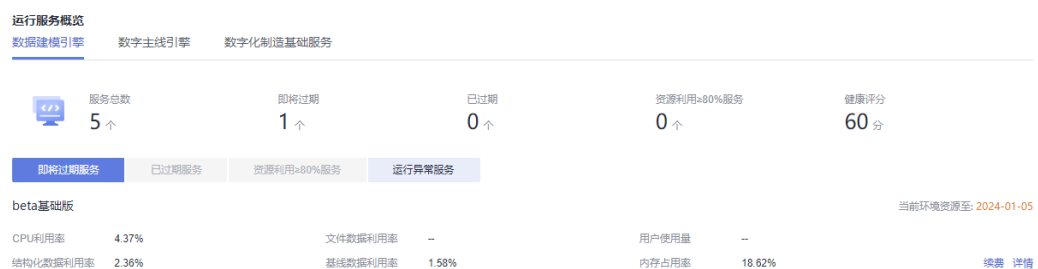 运行服务概览
数据建模引擎 数字主线引擎 数字化制造基础服务
服务总数 即将过期 已过期 资源利用≥80%服务 健康评分
5 个 1 个 0 个 0 个 60 分
即将过期服务 已过期服务 资源利用≥80%服务 运行异常服务
beta基础版 当前环境资源至: 2024-01-05
CPU利用率 4.37% 文件数据利用率 -- 用户使用量 --
结构化数据利用率 2.36% 基线数据利用率 1.58% 内存占用率 18.62% 续费 详情